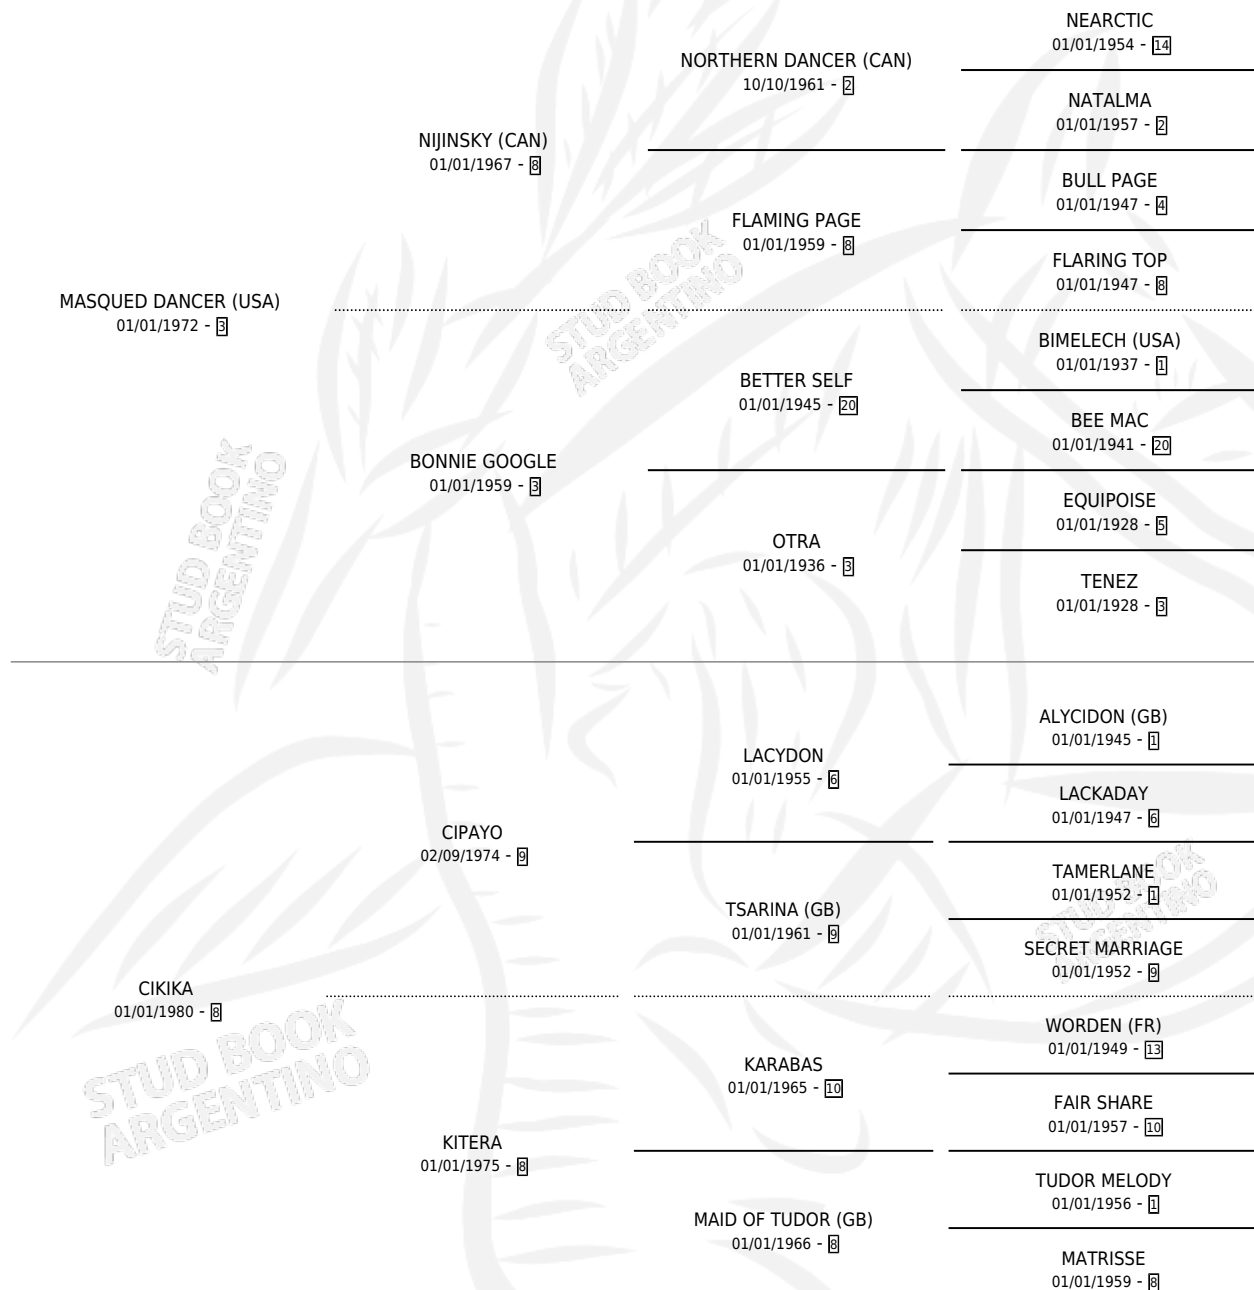 NEARCTIC
01/01/1954 - 14
NORTHERN DANCER (CAN)
10/10/1961 - 2
NATALMA
01/01/1957 - 2
NIJINSKY (CAN)
01/01/1967 - 8
BULL PAGE
01/01/1947 - 4
FLAMING PAGE
01/01/1959 - 8
FLARING TOP
01/01/1947 - 8
MASQUED DANCER (USA)
01/01/1972 - 3
STUD BOOK
ARGENTINO
BIMELECH (USA)
01/01/1937 - 1
BETTER SELF
01/01/1945 - 20
BEE MAC
01/01/1941 - 20
BONNIE GOOGLE
01/01/1959 - 3
EQUIPOISE
01/01/1928 - 5
OTRA
01/01/1936 - 3
TENEZ
01/01/1928 - 3
STUD BOOK
ARGENTINO
ALYCIDON (GB)
01/01/1945 - 1
LACYDON
01/01/1955 - 6
LACKADAY
01/01/1947 - 6
CIPAYO
02/09/1974 - 9
TAMERLANE
01/01/1952 - 1
TSARINA (GB)
01/01/1961 - 9
SECRET MARRIAGE
01/01/1952 - 9
STUD BOOK
ARGENTINO
CIKIKA
01/01/1980 - 8
WORDEN (FR)
01/01/1949 - 13
KARABAS
01/01/1965 - 10
FAIR SHARE
01/01/1957 - 10
STUD BOOK
ARGENTINO
KITERA
01/01/1975 - 8
TUDOR MELODY
01/01/1956 - 1
MAID OF TUDOR (GB)
01/01/1966 - 8
MATRISSE
01/01/1959 - 8